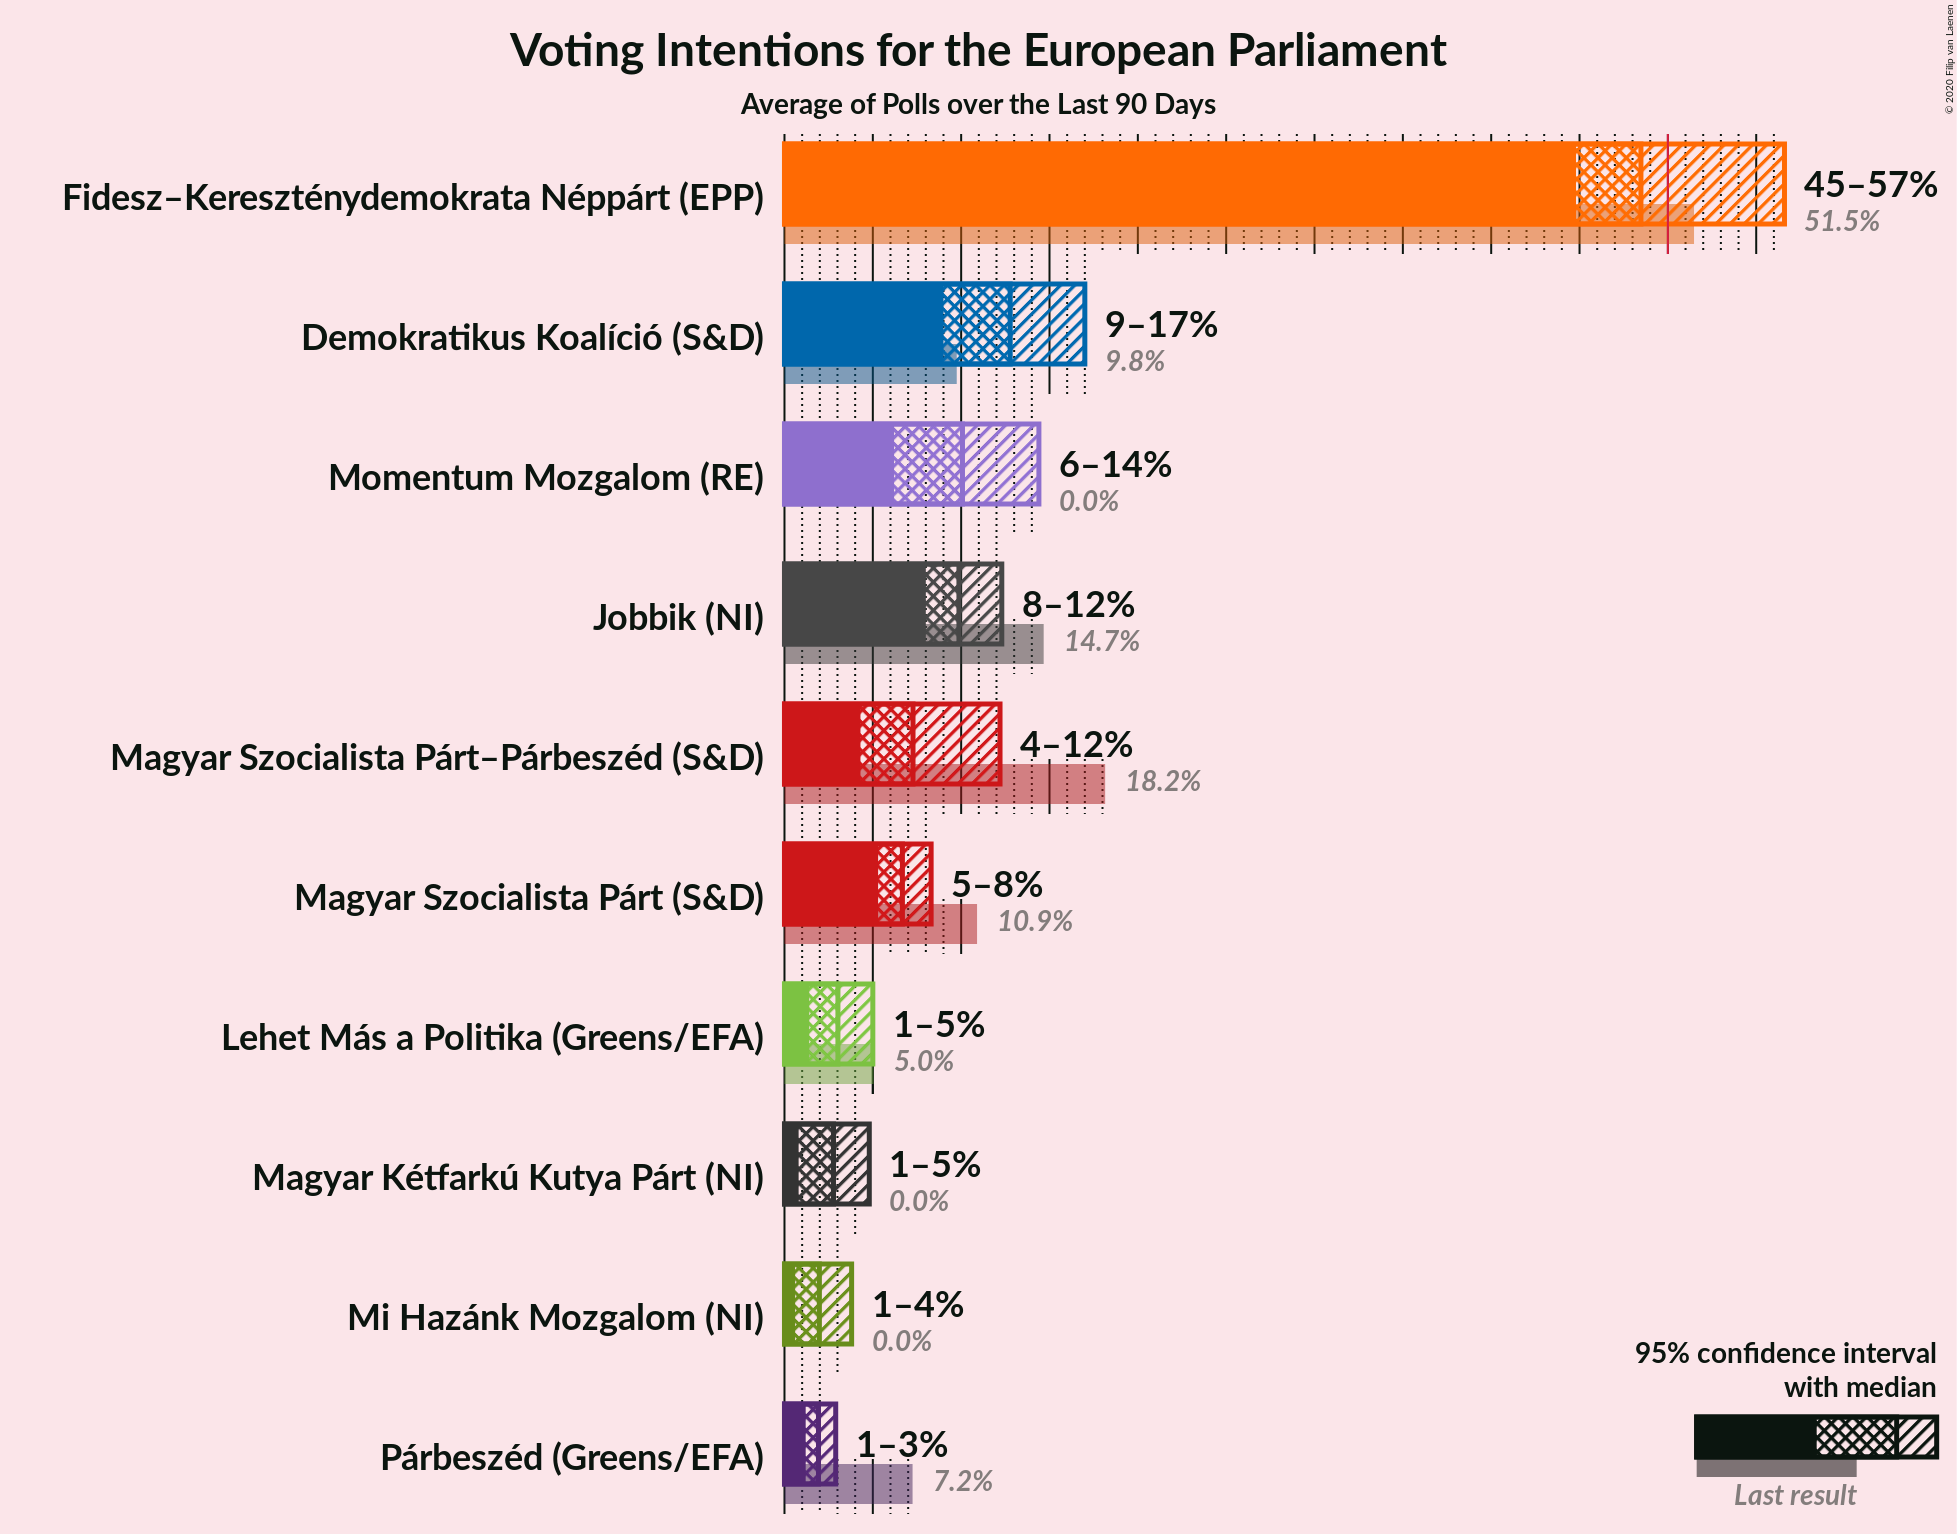 Voting Intentions for the European Parliament
Average of Polls over the Last 90 Days
© 2020 Filip van Laenen
Fidesz–Kereszténydemokrata Néppárt (EPP)
45–57%
51.5%
Demokratikus Koalíció (S&D)
9–17%
9.8%
Momentum Mozgalom (RE)
6–14%
0.0%
Jobbik (NI)
8–12%
14.7%
Magyar Szocialista Párt–Párbeszéd (S&D)
4–12%
18.2%
Magyar Szocialista Párt (S&D)
5–8%
10.9%
Lehet Más a Politika (Greens/EFA)
1–5%
5.0%
Magyar Kétfarkú Kutya Párt (NI)
1–5%
0.0%
Mi Hazánk Mozgalom (NI)
1–4%
0.0%
Párbeszéd (Greens/EFA)
1–3%
7.2%
95% confidence interval
with median
Last result